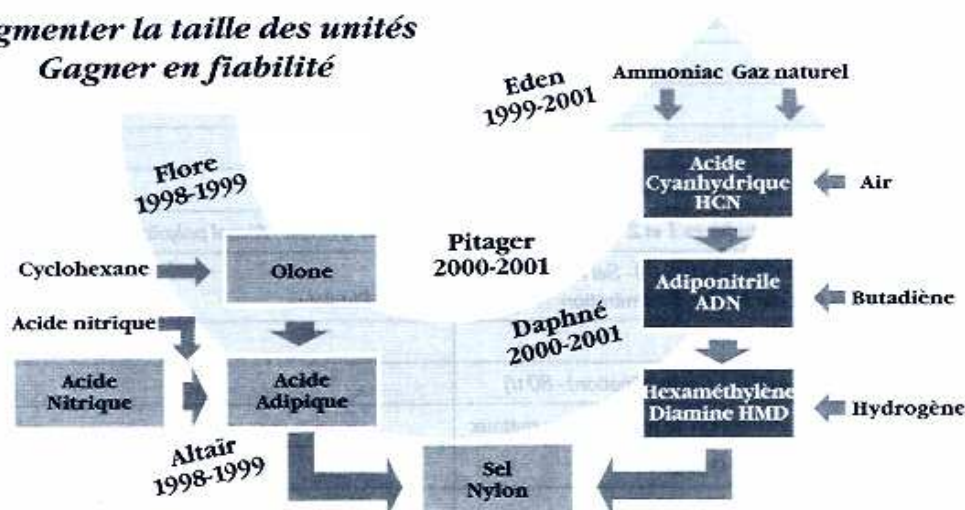 gmenter la taille des unités
Gagner en fiabilité
Eden
1999-2001
Ammoniac Gaz naturel
Flore
1998-1999
Acide
Cyanhydrique
HCN
Air
Pitager
2000-2001
Cyclohexane
Olone
Adiponitrile
ADN
Butadiène
Acide nitrique
Daphné
2000-2001
Acide
Nitrique
Acide
Adipique
Hexaméthylène
Diamine HMD
Hydrogène
Altaïr
1998-1999
Sel
Nylon